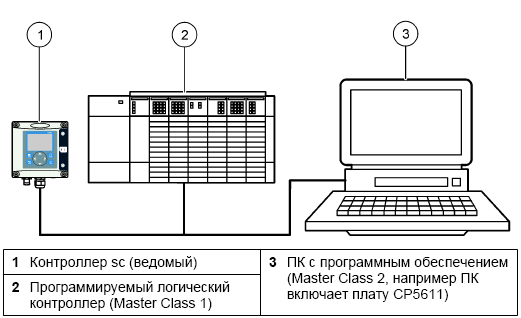 1
2
3
1 Контроллер sc (ведомый)
2 Программируемый логический
контроллер (Master Class 1)
3 ПК с программным обеспечением
(Master Class 2, например ПК
включает плату CP5611)